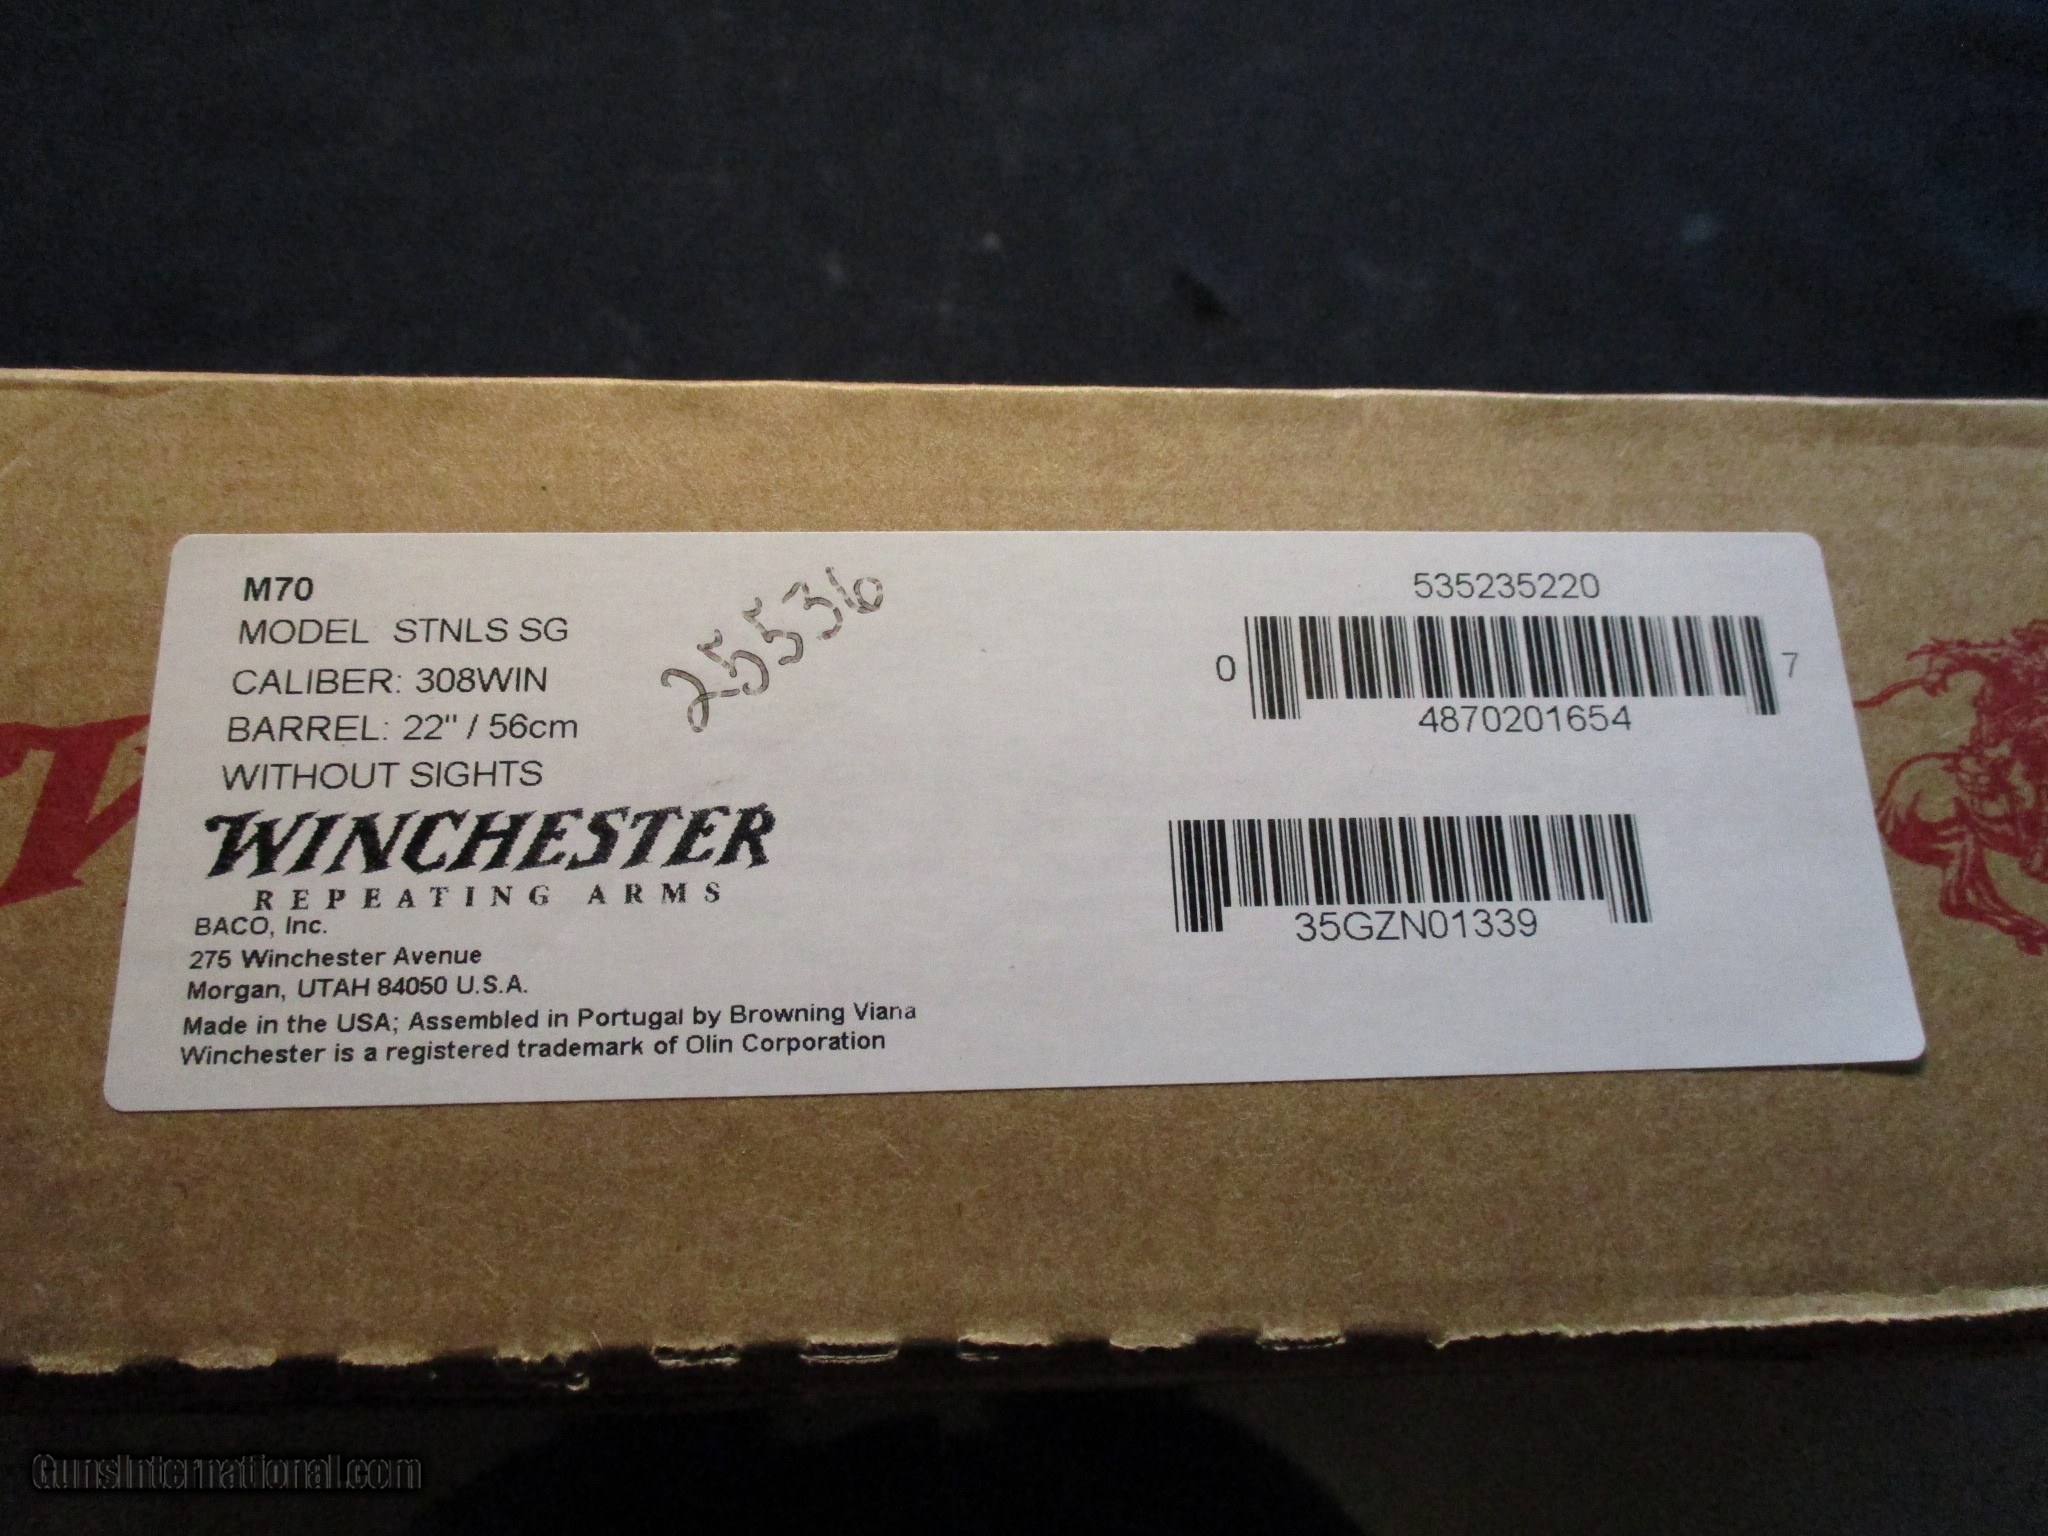 M70
MODEL STNLS SG
CALIBER: 308WIN
BARREL: 22" / 56cm
WITHOUT SIGHTS
WINCHESTER
REPEATING ARMS
BACO, Inc.
275 Winchester Avenue
Morgan, UTAH 84050 U.S.A.
Made in the USA; Assembled in Portugal by Browning Viana
Winchester is a registered trademark of Olin Corporation
25536
535235220
0 7
4870201654
35GZN01339
GunsInternational.com